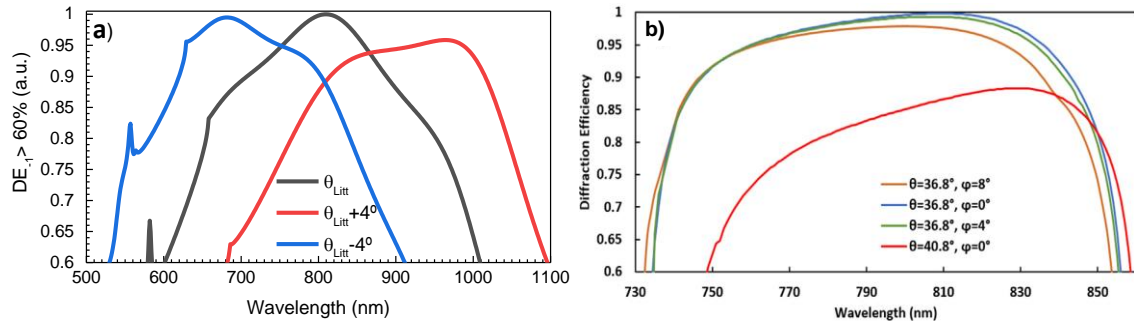 a)
DE₋₁ > 60% (a.u.)
1
0.95
0.9
0.85
0.8
0.75
0.7
0.65
0.6
θLitt
θLitt+4º
θLitt-4º
500 600 700 800 900 1000 1100
Wavelength (nm)
b)
Diffraction Efficiency
1
0.95
0.9
0.85
0.8
0.75
0.7
0.65
0.6
θ=36.8°, φ=8°
θ=36.8°, φ=0°
θ=36.8°, φ=4°
θ=40.8°, φ=0°
730 750 770 790 810 830 850
Wavelength (nm)